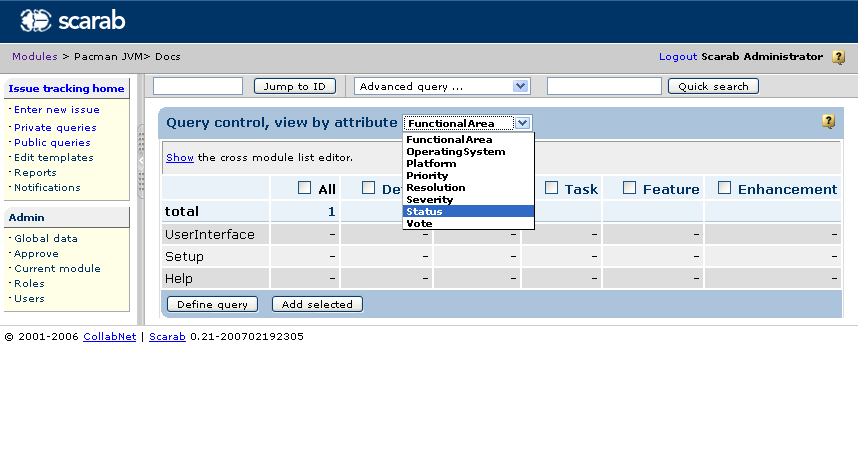 scarab
Modules > Pacman JVM> Docs
Logout Scarab Administrator ?
Issue tracking home
Jump to ID
Advanced query ...
Quick search
· Enter new issue
· Private queries
· Public queries
· Edit templates
· Reports
· Notifications
Admin
· Global data
· Approve
· Current module
· Roles
· Users
Query control, view by attribute FunctionalArea ?
FunctionalArea
OperatingSystem
Platform
Priority
Resolution
Severity
Status
Vote
Show the cross module list editor.
All Task Feature Enhancement
total 1
UserInterface - - - - - -
Setup - - - - - -
Help - - - - - -
Define query Add selected
© 2001-2006 CollabNet | Scarab 0.21-200702192305